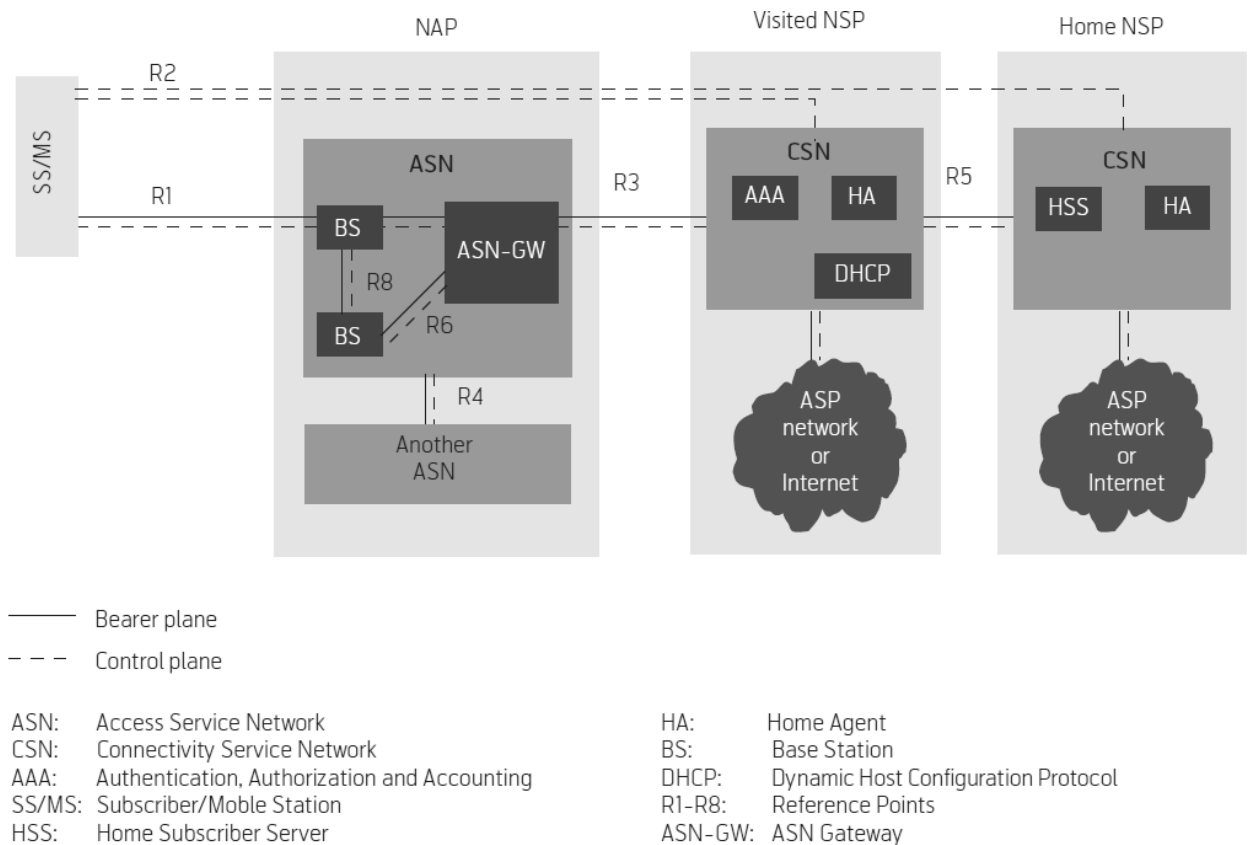 NAP
Visited NSP
Home NSP
R2
SS/MS
ASN
CSN
CSN
R1
R3
R5
BS
ASN-GW
AAA
HA
HSS
HA
R8
DHCP
BS
R6
R4
Another
ASN
ASP
network
or
Internet
ASP
network
or
Internet
Bearer plane
Control plane
ASN: Access Service Network
CSN: Connectivity Service Network
AAA: Authentication, Authorization and Accounting
SS/MS: Subscriber/Moble Station
HSS: Home Subscriber Server
HA: Home Agent
BS: Base Station
DHCP: Dynamic Host Configuration Protocol
R1-R8: Reference Points
ASN-GW: ASN Gateway